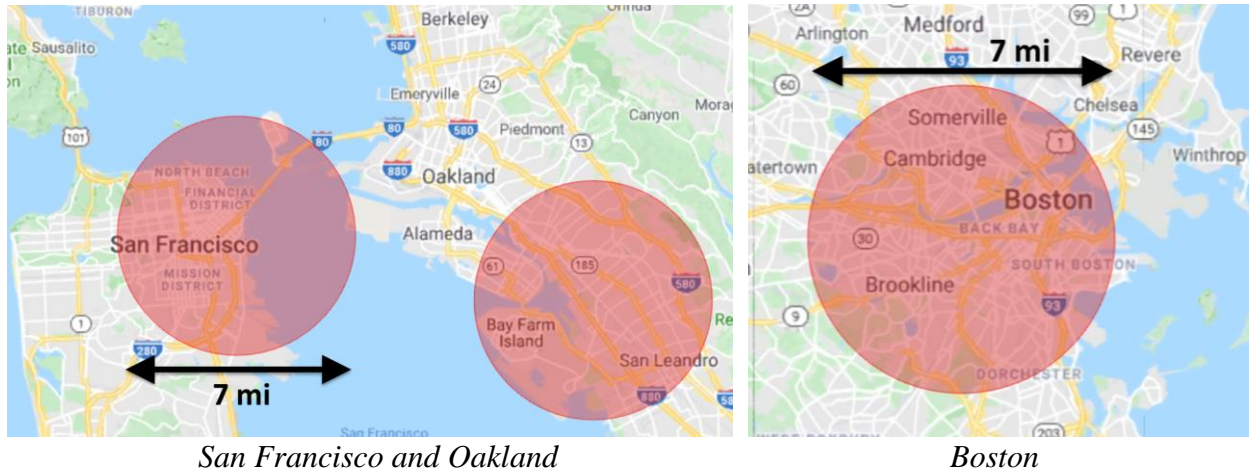 TIBURON
Sausalito
Berkeley
580
24
Emeryville
Canyon
80
80
580
Piedmont
13
101
NORTH BEACH
FINANCIAL
DISTRICT
880
Oakland
Alameda
San Francisco
MISSION
DISTRICT
61
185
580
1
280
Bay Farm
Island
San Leandro
880
7 mi
San Francisco
San Francisco and Oakland
2A
Medford
99
1
Arlington
93
7 mi
Revere
60
Chelsea
Somerville
1
145
Cambridge
Winthrop
Boston
BACK BAY
30
SOUTH BOSTON
Brookline
93
9
DORCHESTER
203
Boston